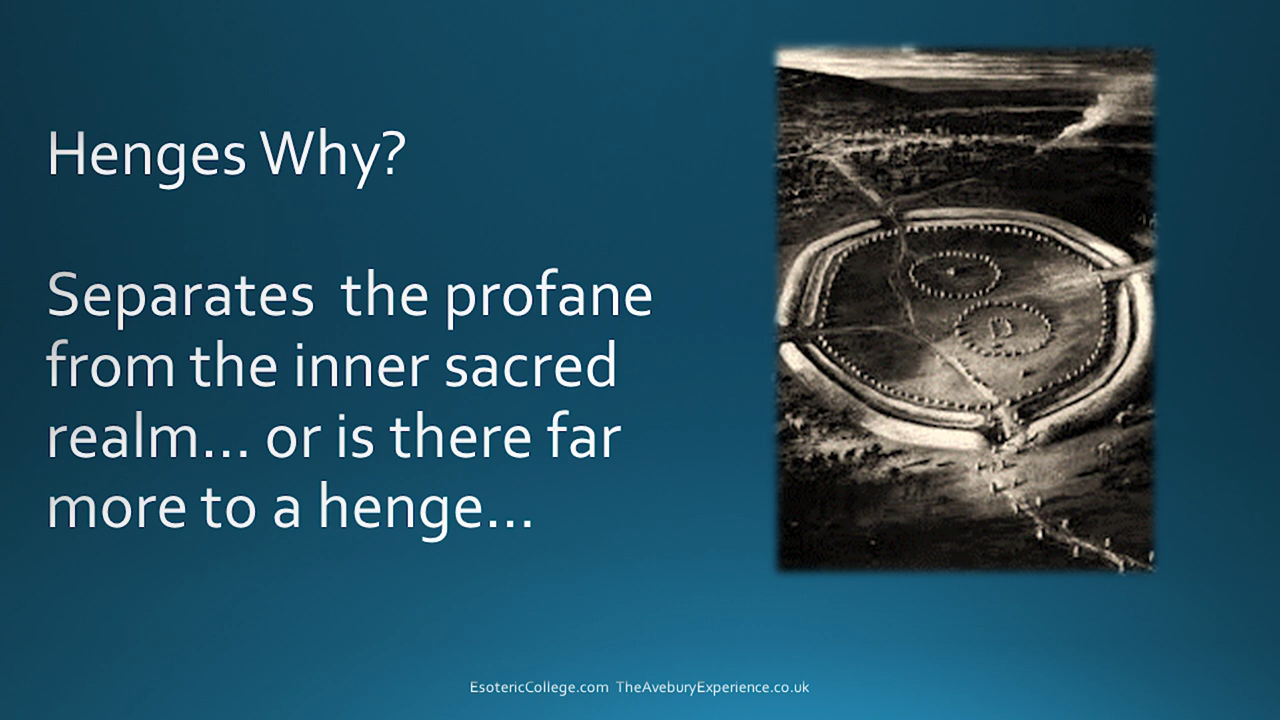 Henges Why?
Separates  the profane
from the inner sacred
realm... or is there far
more to a henge...
EsotericCollege.com  TheAveburyExperience.co.uk